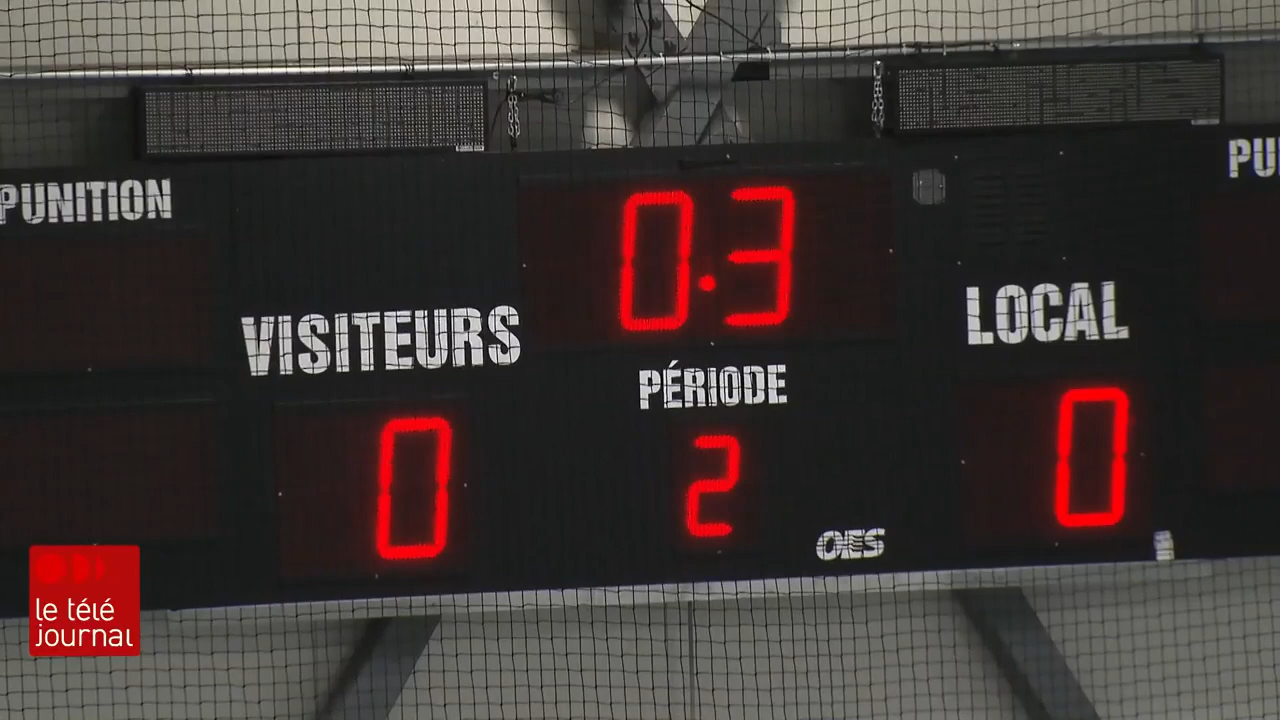 PUNITION
0.3
PU
VISITEURS
LOCAL
PÉRIODE
0
2
0
OES
le télé
journal